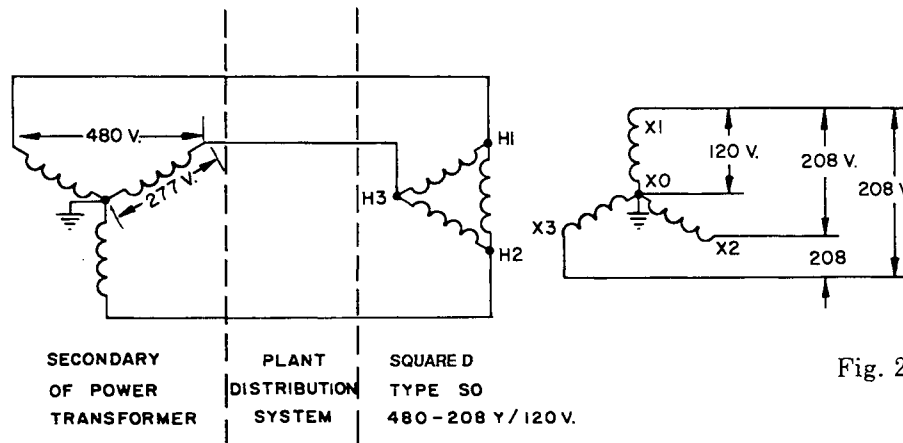 480 V.
277 V.
H1
H3
H2
X1
120 V.
208 V.
208 V.
X0
X3
X2
208
SECONDARY
OF POWER
TRANSFORMER
PLANT
DISTRIBUTION
SYSTEM
SQUARE D
TYPE SO
480-208 Y/120 V.
Fig. 2